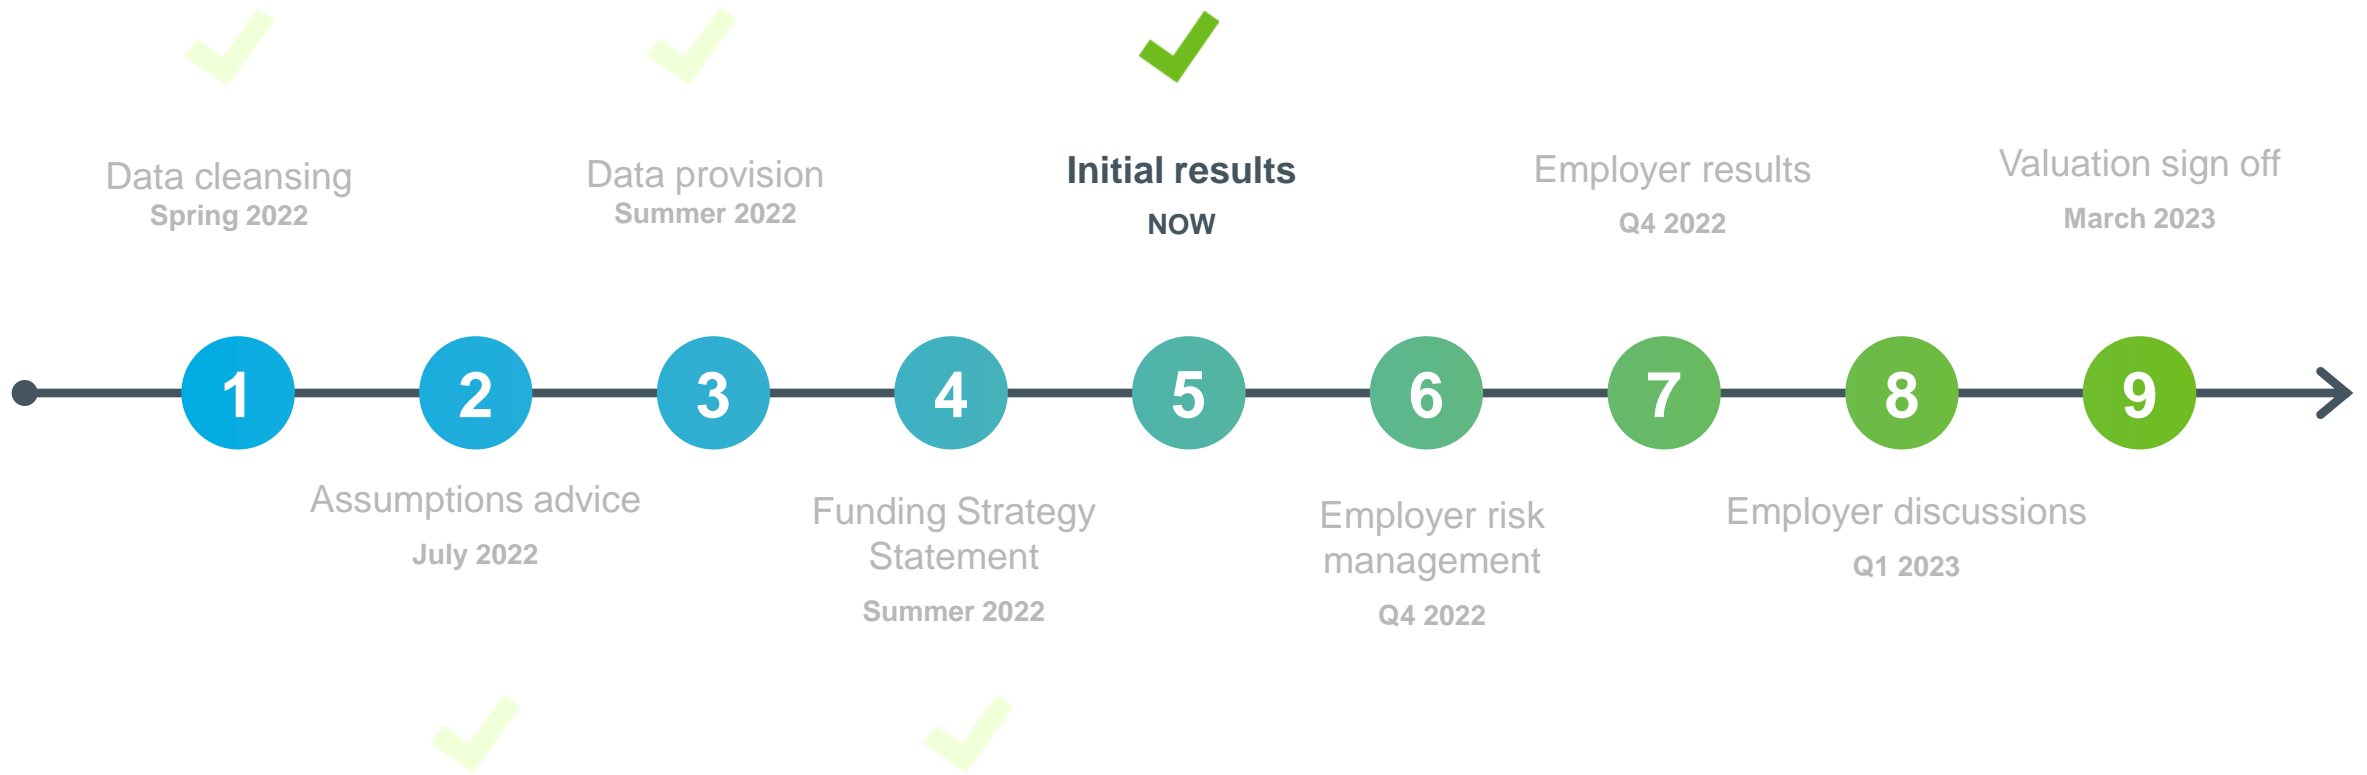 Data cleansing
Spring 2022
Data provision
Summer 2022
Initial results
NOW
Employer results
Q4 2022
Valuation sign off
March 2023
1
2
3
4
5
6
7
8
9
Assumptions advice
July 2022
Funding Strategy
Statement
Summer 2022
Employer risk
management
Q4 2022
Employer discussions
Q1 2023